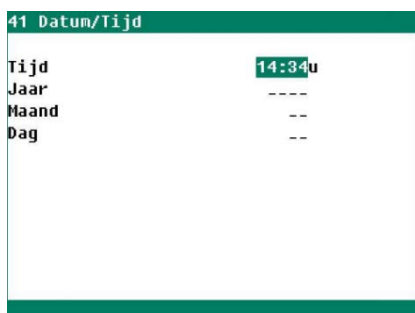 41 Datum/Tijd
Tijd 14:34u
Jaar ----
Maand --
Dag --